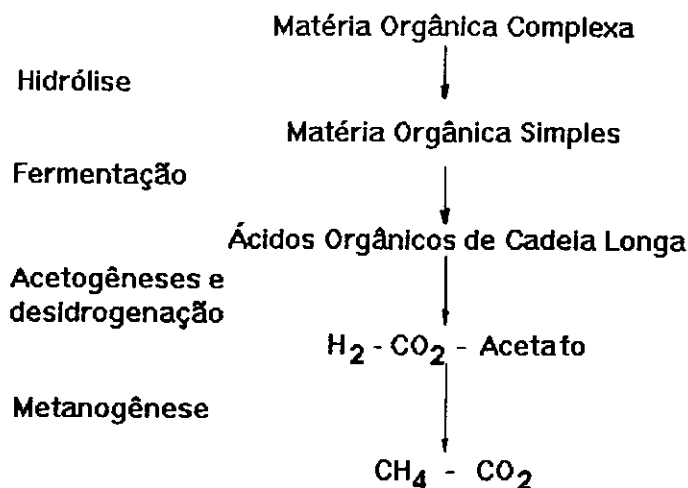 Matéria Orgânica Complexa
Hidrólise
Matéria Orgânica Simples
Fermentação
Ácidos Orgânicos de Cadeia Longa
Acetogêneses e
desidrogenação
H₂ - CO₂ - Acetato
Metanogênese
CH₄ - CO₂